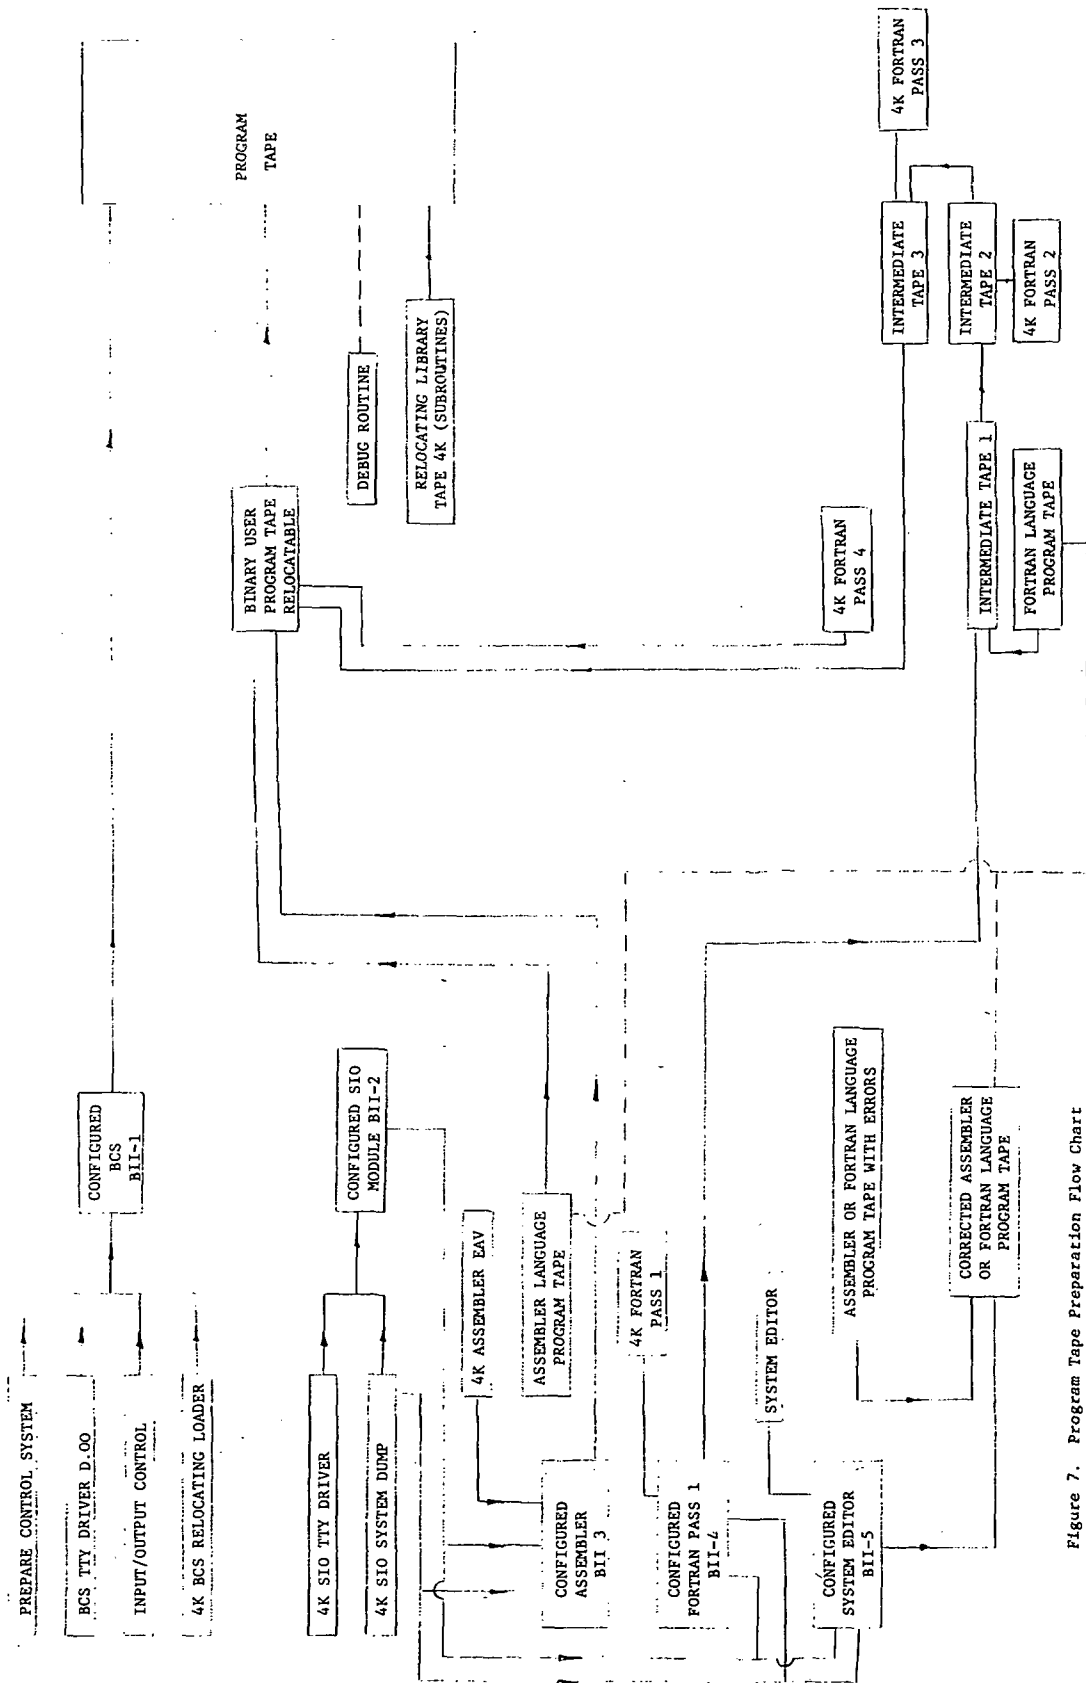 PREPARE CONTROL SYSTEM
BCS TTY DRIVER D.00
INPUT/OUTPUT CONTROL
4K BCS RELOCATING LOADER
CONFIGURED
BCS
BII-1
PROGRAM
TAPE
4K SIO TTY DRIVER
4K SIO SYSTEM DUMP
CONFIGURED SIO
MODULE BII-2
BINARY USER
PROGRAM TAPE
RELOCATABLE
DEBUG ROUTINE
RELOCATING LIBRARY
TAPE 4K (SUBROUTINES)
4K ASSEMBLER EAV
ASSEMBLER LANGUAGE
PROGRAM TAPE
CONFIGURED
ASSEMBLER
BII 3
4K FORTRAN
PASS 1
CONFIGURED
FORTRAN PASS 1
BII-4
SYSTEM EDITOR
CONFIGURED
SYSTEM EDITOR
BII-5
ASSEMBLER OR FORTRAN LANGUAGE
PROGRAM TAPE WITH ERRORS
CORRECTED ASSEMBLER
OR FORTRAN LANGUAGE
PROGRAM TAPE
4K FORTRAN
PASS 4
INTERMEDIATE TAPE 1
FORTRAN LANGUAGE
PROGRAM TAPE
INTERMEDIATE
TAPE 3
INTERMEDIATE
TAPE 2
4K FORTRAN
PASS 2
4K FORTRAN
PASS 3
Figure 7. Program Tape Preparation Flow Chart